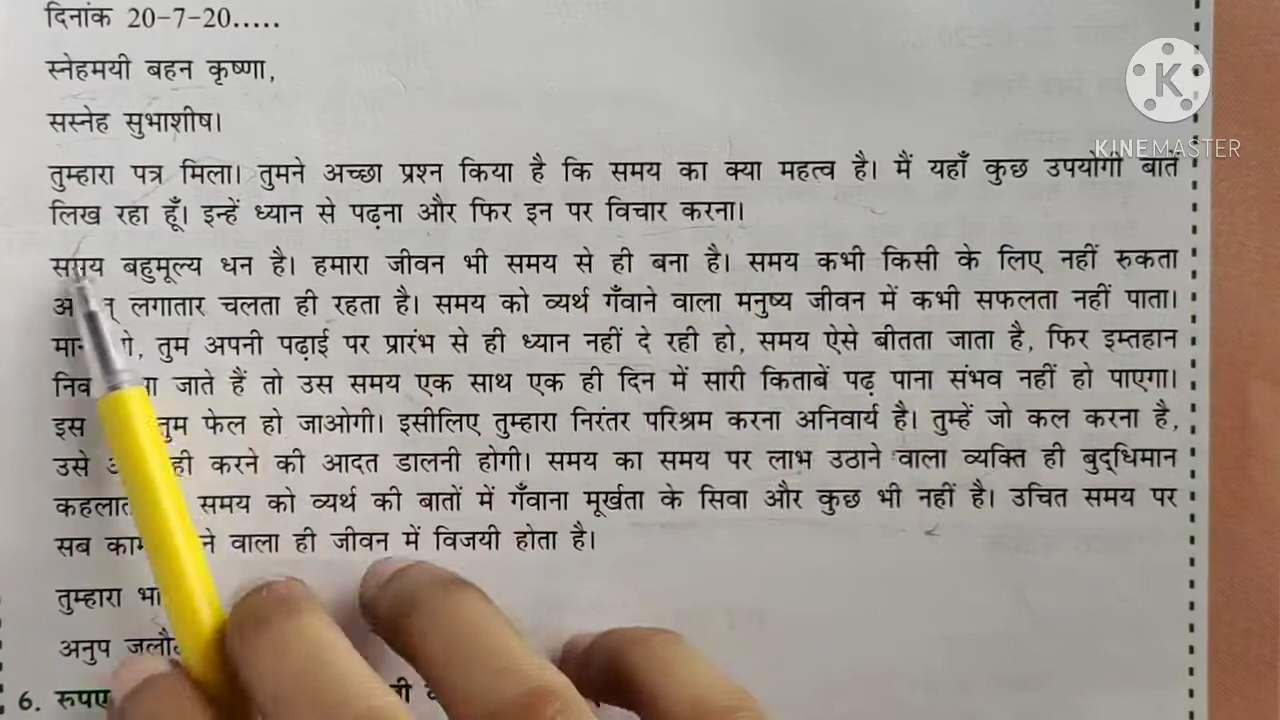 दिनांक 20-7-20.....
स्नेहमयी बहन कृष्णा,
सस्नेह सुभाशीष।
तुम्हारा पत्र मिला। तुमने अच्छा प्रश्न किया है कि समय का क्या महत्व है। मैं यहाँ कुछ उपयोगी बातें
लिख रहा हूँ। इन्हें ध्यान से पढ़ना और फिर इन पर विचार करना।
समय बहुमूल्य धन है। हमारा जीवन भी समय से ही बना है। समय कभी किसी के लिए नहीं रुकता
लगातार चलता ही रहता है। समय को व्यर्थ गँवाने वाला मनुष्य जीवन में कभी सफलता नहीं पाता।
तुम अपनी पढ़ाई पर प्रारंभ से ही ध्यान नहीं दे रही हो, समय ऐसे बीतता जाता है, फिर इम्तहान
जाते हैं तो उस समय एक साथ एक ही दिन में सारी किताबें पढ़ पाना संभव नहीं हो पाएगा।
इस तुम फेल हो जाओगी। इसीलिए तुम्हारा निरंतर परिश्रम करना अनिवार्य है। तुम्हें जो कल करना है,
उसे ही करने की आदत डालनी होगी। समय का समय पर लाभ उठाने वाला व्यक्ति ही बुद्धिमान
समय को व्यर्थ की बातों में गँवाना मूर्खता के सिवा और कुछ भी नहीं है। उचित समय पर
सब वाला ही जीवन में विजयी होता है।
तुम्हारा
अनुप
6. रुपए
KINEMASTER